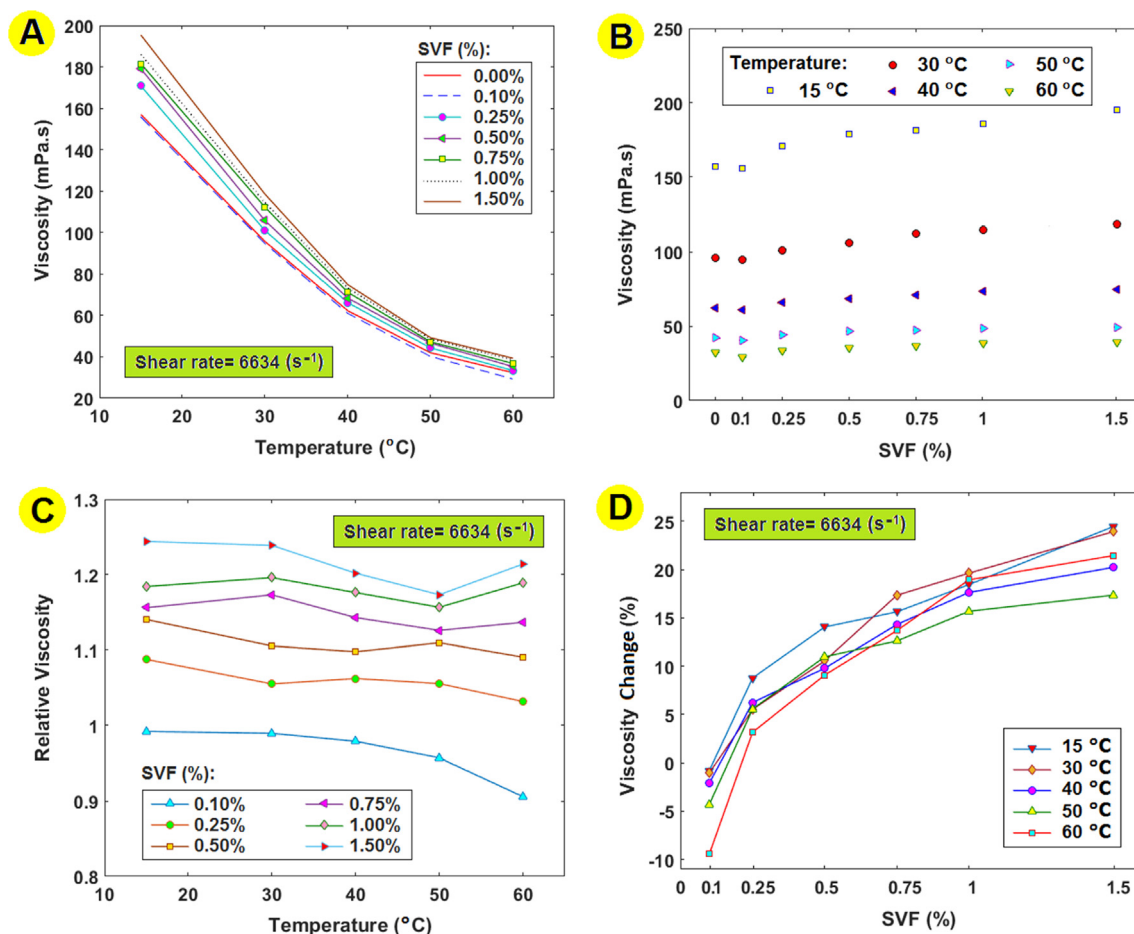 A
200
180
160
140
120
100
80
60
40
20
Viscosity (mPa.s)
SVF (%):
0.00%
0.10%
0.25%
0.50%
0.75%
1.00%
1.50%
Shear rate= 6634 (s⁻¹)
10 20 30 40 50 60
Temperature (°C)
B
250
200
150
100
50
0
Viscosity (mPa.s)
Temperature: 30 °C 50 °C
15 °C 40 °C 60 °C
0 0.1 0.25 0.5 0.75 1 1.5
SVF (%)
C
1.3
1.2
1.1
1
0.9
0.8
Relative Viscosity
Shear rate= 6634 (s⁻¹)
SVF (%):
0.10% 0.75%
0.25% 1.00%
0.50% 1.50%
10 20 30 40 50 60
Temperature (°C)
D
25
20
15
10
5
0
-5
-10
Viscosity Change (%)
Shear rate= 6634 (s⁻¹)
15 °C
30 °C
40 °C
50 °C
60 °C
0 0.1 0.25 0.5 0.75 1 1.5
SVF (%)